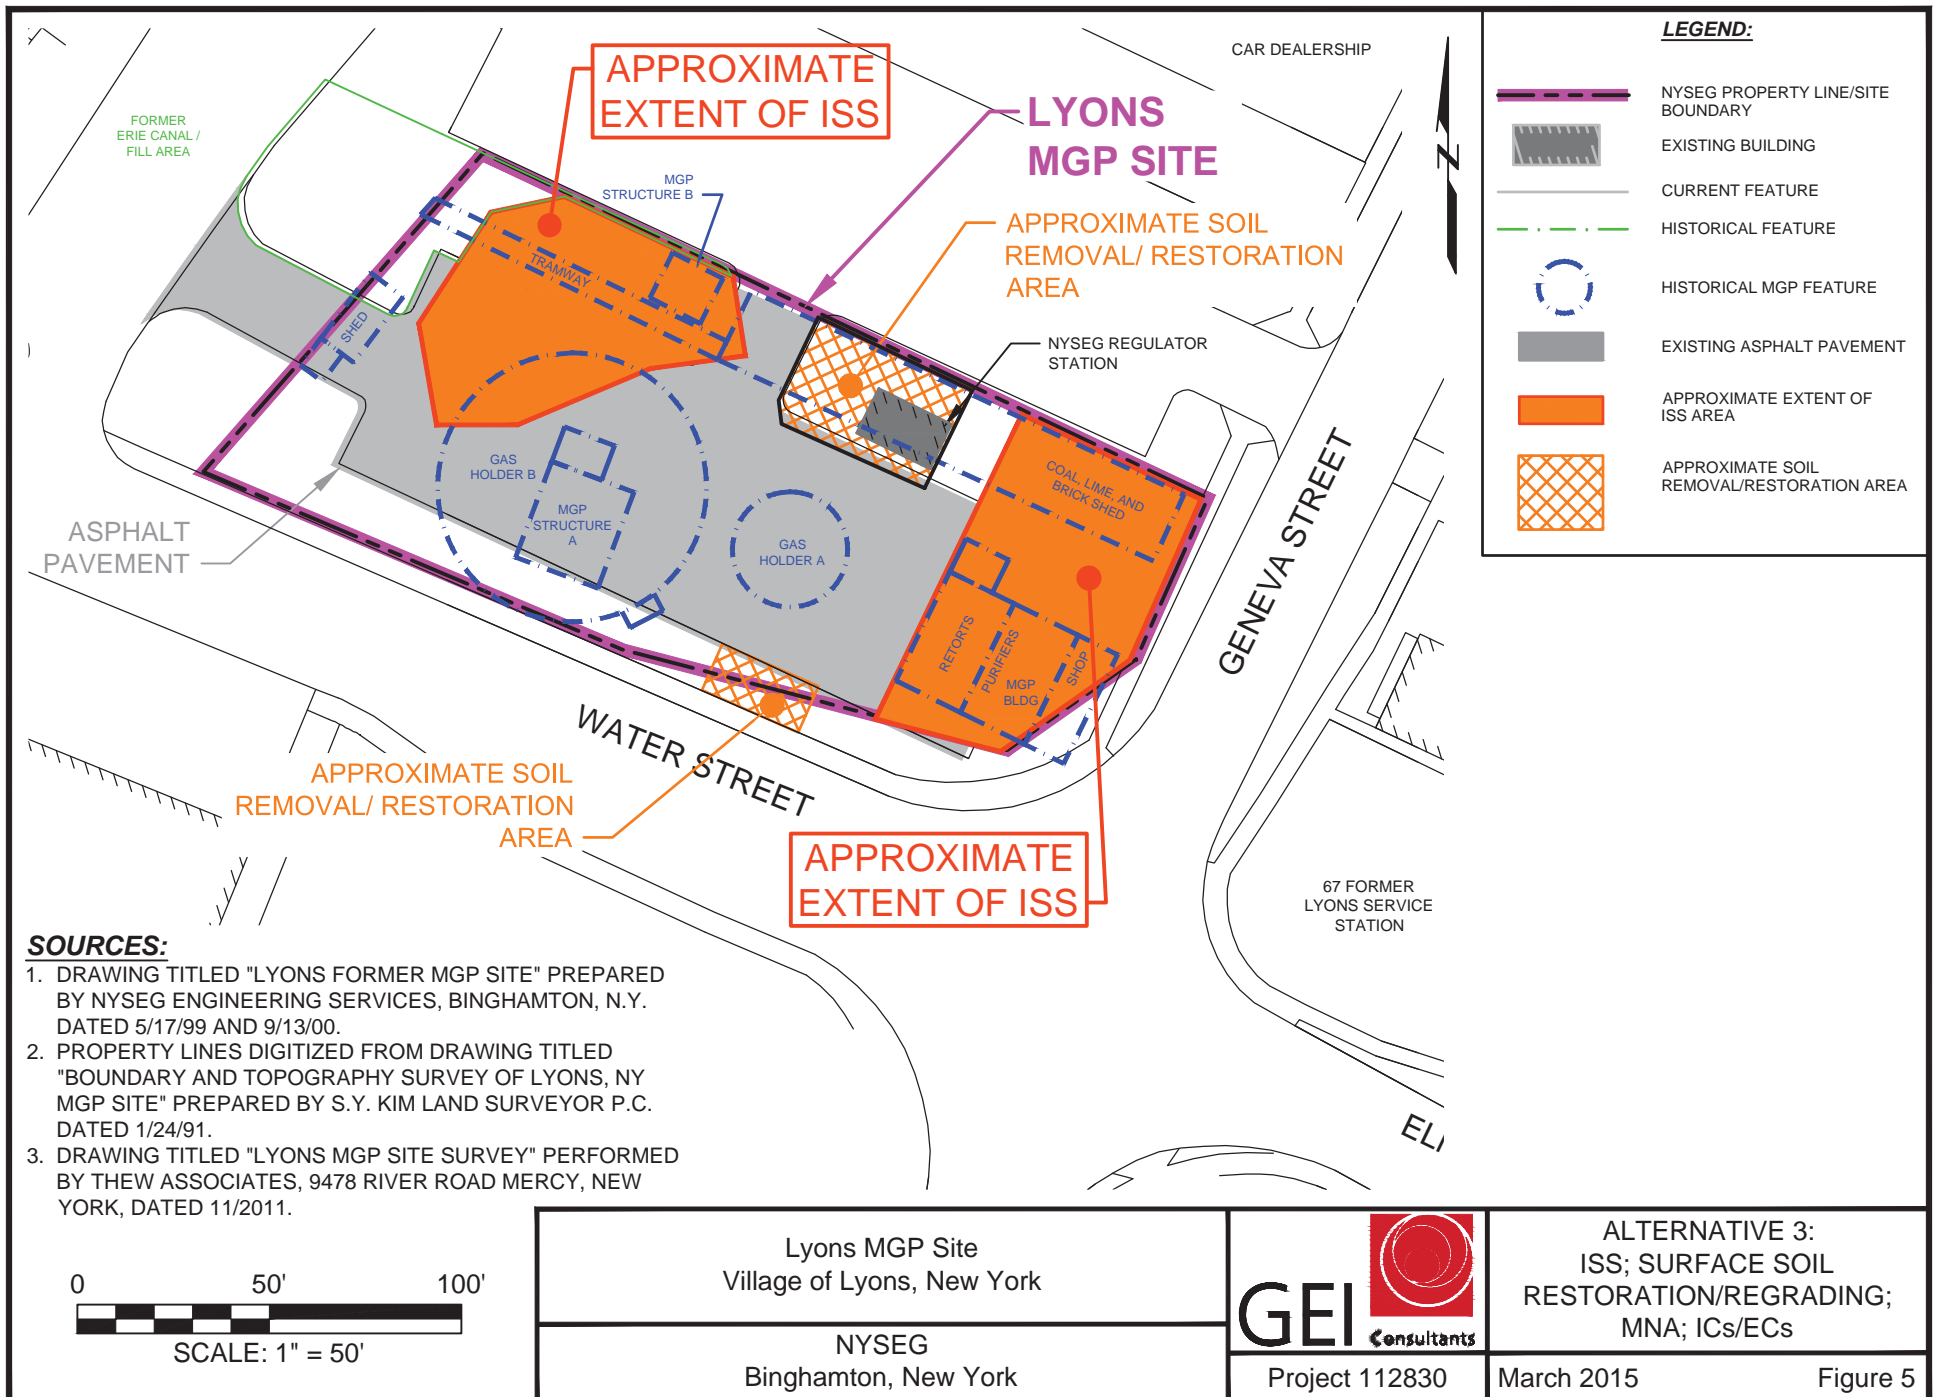 FORMER
ERIE CANAL /
FILL AREA
APPROXIMATE
EXTENT OF ISS
MGP
STRUCTURE B
LYONS
MGP SITE
CAR DEALERSHIP
N
APPROXIMATE SOIL
REMOVAL/ RESTORATION
AREA
NYSEG REGULATOR
STATION
TRAMWAY
SHED
GAS
HOLDER B
MGP
STRUCTURE
A
GAS
HOLDER A
COAL, LIME, AND
BRICK SHED
RETORTS
PURIFIERS
MGP
BLDG
SHOP
ASPHALT
PAVEMENT
GENEVA STREET
WATER STREET
APPROXIMATE SOIL
REMOVAL/ RESTORATION
AREA
APPROXIMATE
EXTENT OF ISS
67 FORMER
LYONS SERVICE
STATION
LEGEND:
NYSEG PROPERTY LINE/SITE
BOUNDARY
EXISTING BUILDING
CURRENT FEATURE
HISTORICAL FEATURE
HISTORICAL MGP FEATURE
EXISTING ASPHALT PAVEMENT
APPROXIMATE EXTENT OF
ISS AREA
APPROXIMATE SOIL
REMOVAL/RESTORATION AREA
SOURCES:
1. DRAWING TITLED "LYONS FORMER MGP SITE" PREPARED
BY NYSEG ENGINEERING SERVICES, BINGHAMTON, N.Y.
DATED 5/17/99 AND 9/13/00.
2. PROPERTY LINES DIGITIZED FROM DRAWING TITLED
"BOUNDARY AND TOPOGRAPHY SURVEY OF LYONS, NY
MGP SITE" PREPARED BY S.Y. KIM LAND SURVEYOR P.C.
DATED 1/24/91.
3. DRAWING TITLED "LYONS MGP SITE SURVEY" PERFORMED
BY THEW ASSOCIATES, 9478 RIVER ROAD MERCY, NEW
YORK, DATED 11/2011.
0 50' 100'
SCALE: 1" = 50'
Lyons MGP Site
Village of Lyons, New York
NYSEG
Binghamton, New York
GEI
Consultants
Project 112830
ALTERNATIVE 3:
ISS; SURFACE SOIL
RESTORATION/REGRADING;
MNA; ICs/ECs
March 2015 Figure 5